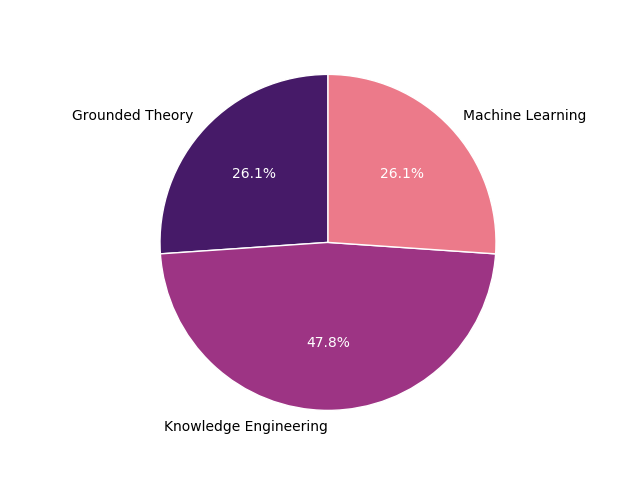 Grounded Theory
Machine Learning
26.1%
26.1%
47.8%
Knowledge Engineering